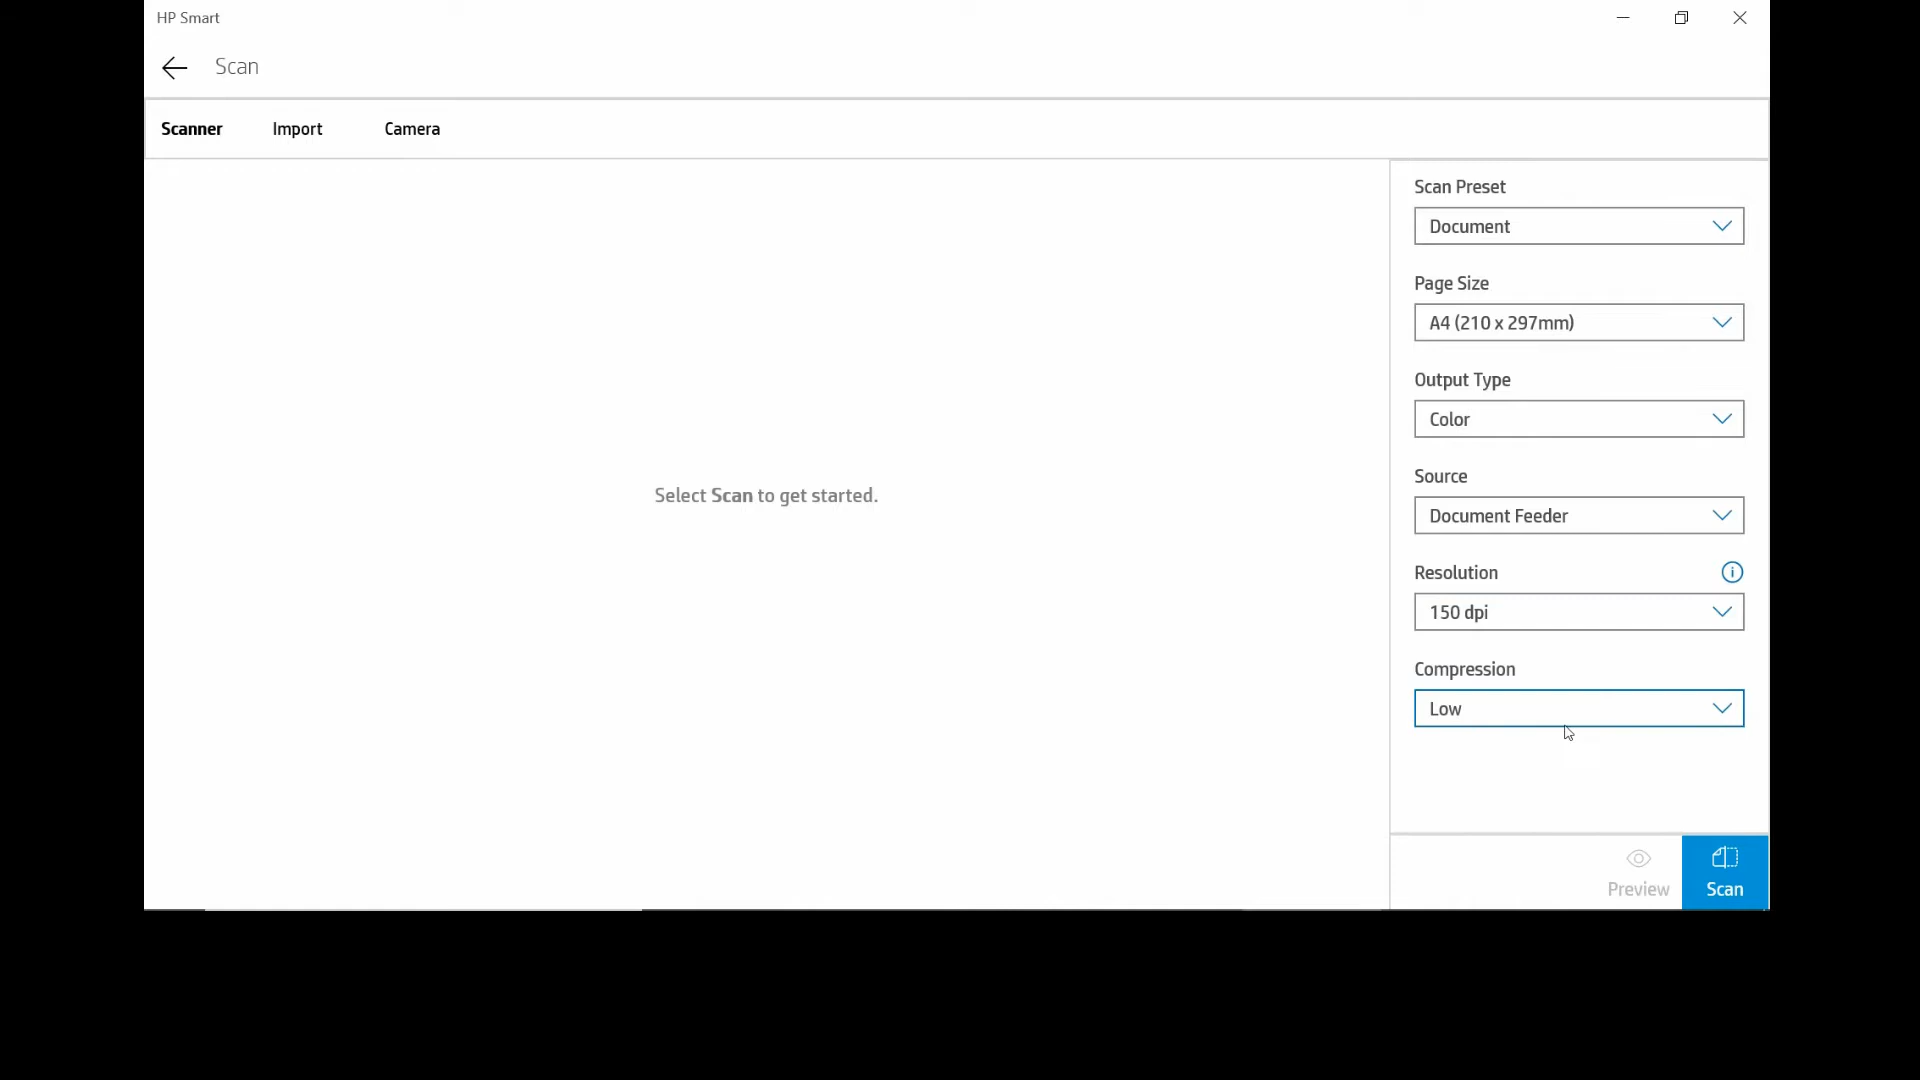 HP Smart
Scan
Scanner Import Camera
Scan Preset
Document
Page Size
A4 (210 x 297mm)
Output Type
Color
Select Scan to get started.
Source
Document Feeder
Resolution
150 dpi
Compression
Low
Preview Scan